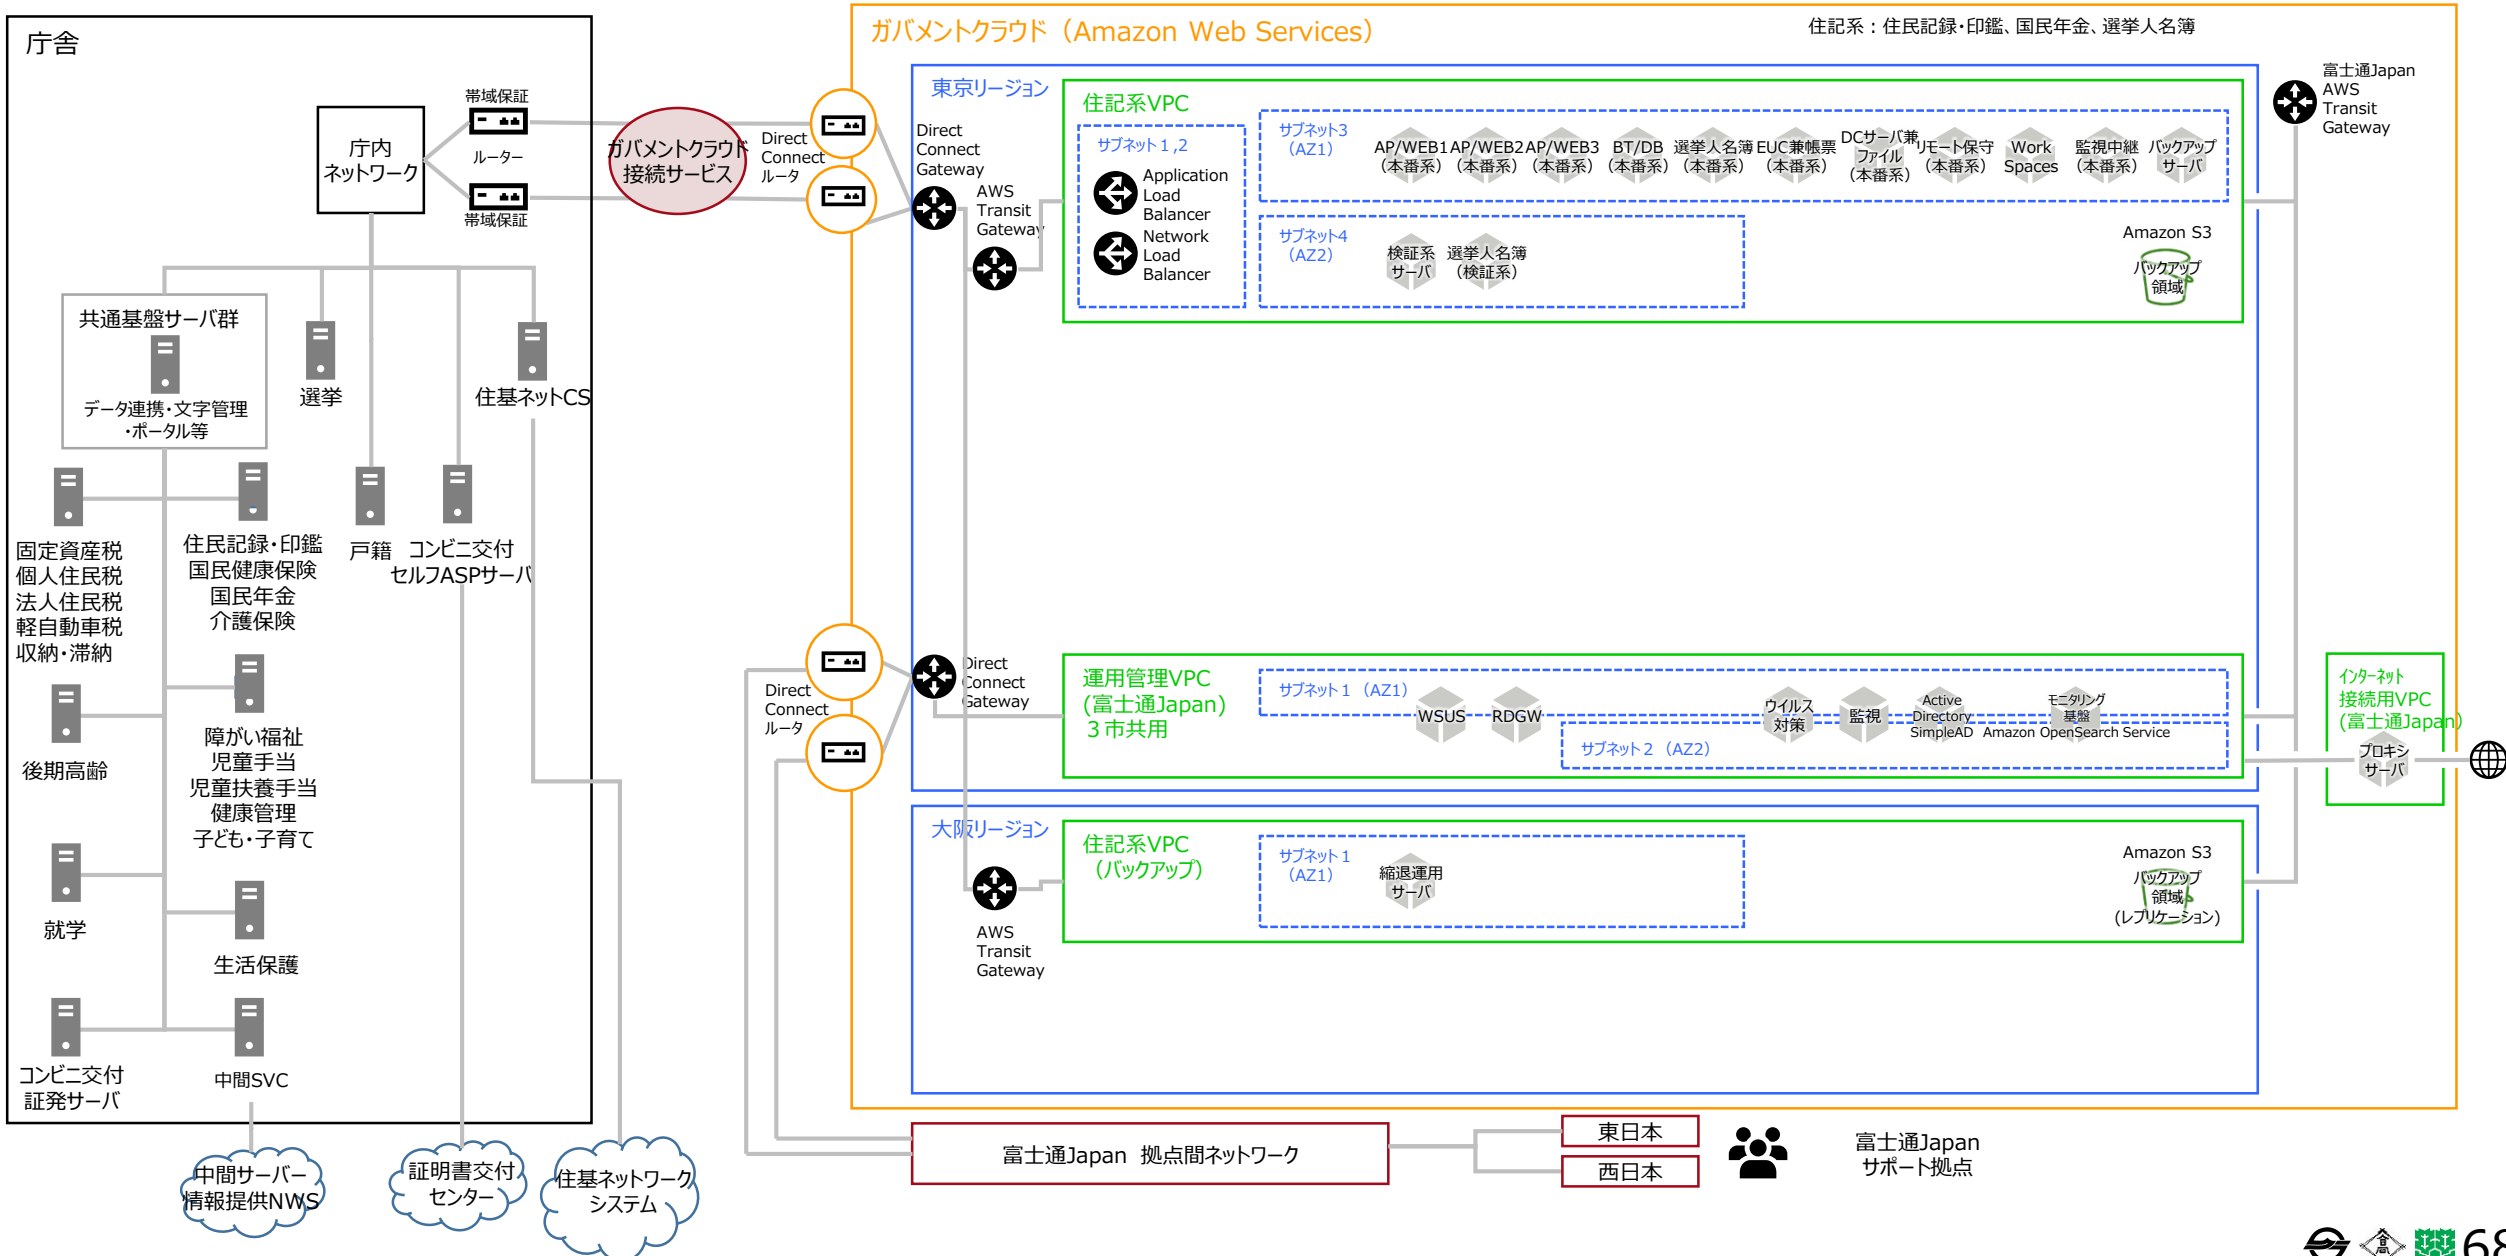 庁舎
庁内
ネットワーク
帯域保証
ルーター
帯域保証
ガバメントクラウド
接続サービス
共通基盤サーバ群
データ連携・文字管理
・ポータル等
選挙
住基ネットCS
固定資産税
個人住民税
法人住民税
軽自動車税
収納・滞納
住民記録・印鑑
国民健康保険
国民年金
介護保険
戸籍
コンビニ交付
セルフASPサーバ
後期高齢
障がい福祉
児童手当
児童扶養手当
健康管理
子ども・子育て
就学
生活保護
コンビニ交付
証発サーバ
中間SVC
中間サーバー
情報提供NWS
証明書交付
センター
住基ネットワーク
システム
ガバメントクラウド（Amazon Web Services）
住記系：住民記録・印鑑、国民年金、選挙人名簿
Direct
Connect
ルータ
東京リージョン
Direct
Connect
Gateway
AWS
Transit
Gateway
住記系VPC
サブネット1,2
Application
Load
Balancer
Network
Load
Balancer
サブネット3
（AZ1）
AP/WEB1
（本番系）
AP/WEB2
（本番系）
AP/WEB3
（本番系）
BT/DB
（本番系）
選挙人名簿
（本番系）
EUC兼帳票
（本番系）
DCサーバ兼
ファイル
（本番系）
リモート保守
（本番系）
Work
Spaces
監視中継
（本番系）
バックアップ
サーバ
サブネット4
（AZ2）
検証系
サーバ
選挙人名簿
（検証系）
Amazon S3
バックアップ
領域
富士通Japan
AWS
Transit
Gateway
Direct
Connect
ルータ
Direct
Connect
Gateway
運用管理VPC
(富士通Japan)
３市共用
サブネット1（AZ1）
WSUS
RDGW
ウイルス
対策
監視
Active
Directory
SimpleAD
モニタリング
基盤
Amazon OpenSearch Service
サブネット2（AZ2）
インターネット
接続用VPC
(富士通Japan)
プロキシ
サーバ
大阪リージョン
AWS
Transit
Gateway
住記系VPC
（バックアップ）
サブネット1
（AZ1）
縮退運用
サーバ
Amazon S3
バックアップ
領域
(レプリケーション)
富士通Japan 拠点間ネットワーク
東日本
西日本
富士通Japan
サポート拠点
68